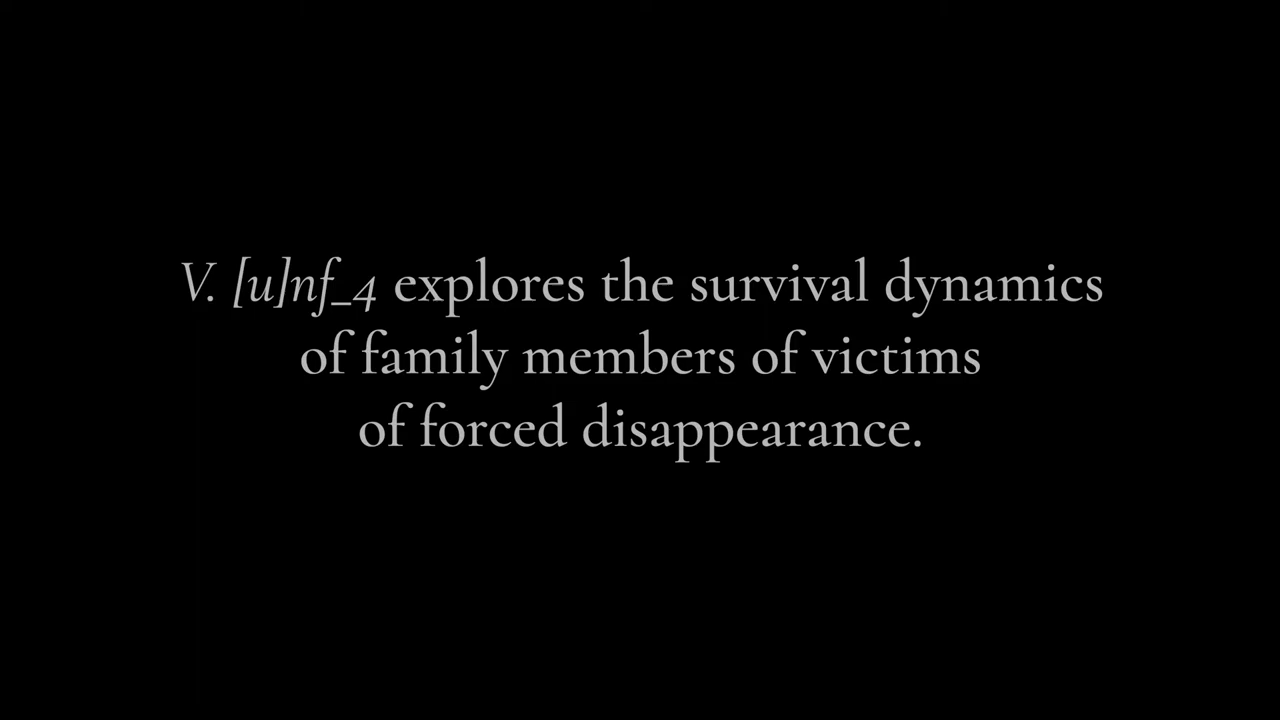 V. [u]nf_4 explores the survival dynamics
of family members of victims
of forced disappearance.